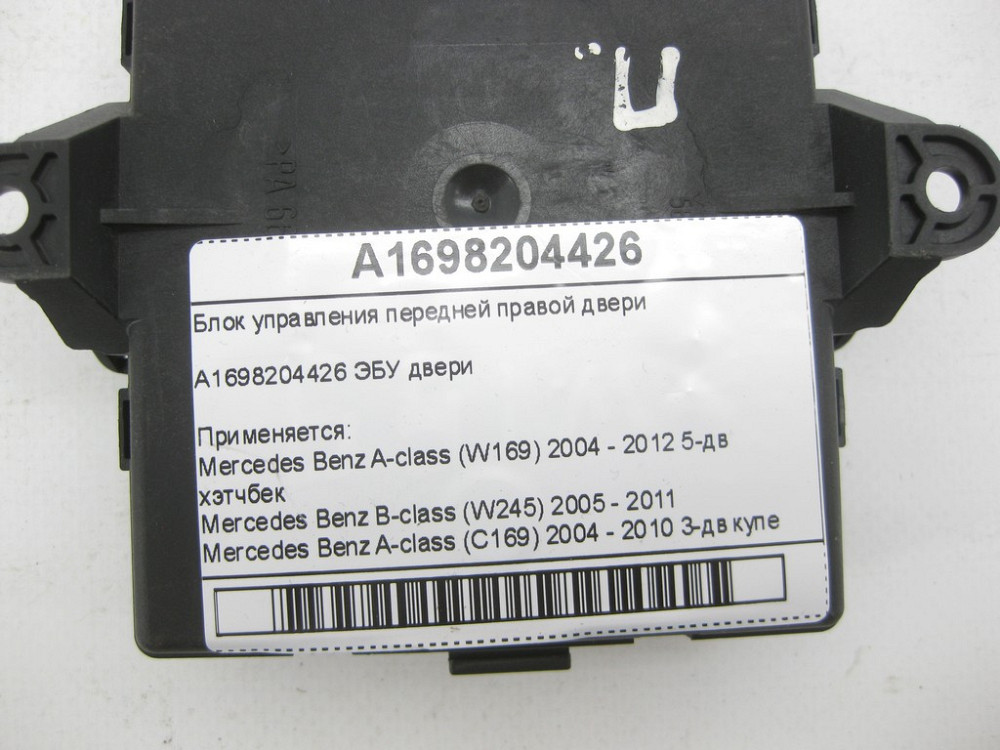 A1698204426
Блок управления передней правой двери
A1698204426 ЭБУ двери
Применяется:
Mercedes Benz A-class (W169) 2004 - 2012 5-дв
хэтчбек
Mercedes Benz B-class (W245) 2005 - 2011
Mercedes Benz A-class (C169) 2004 - 2010 3-дв купе